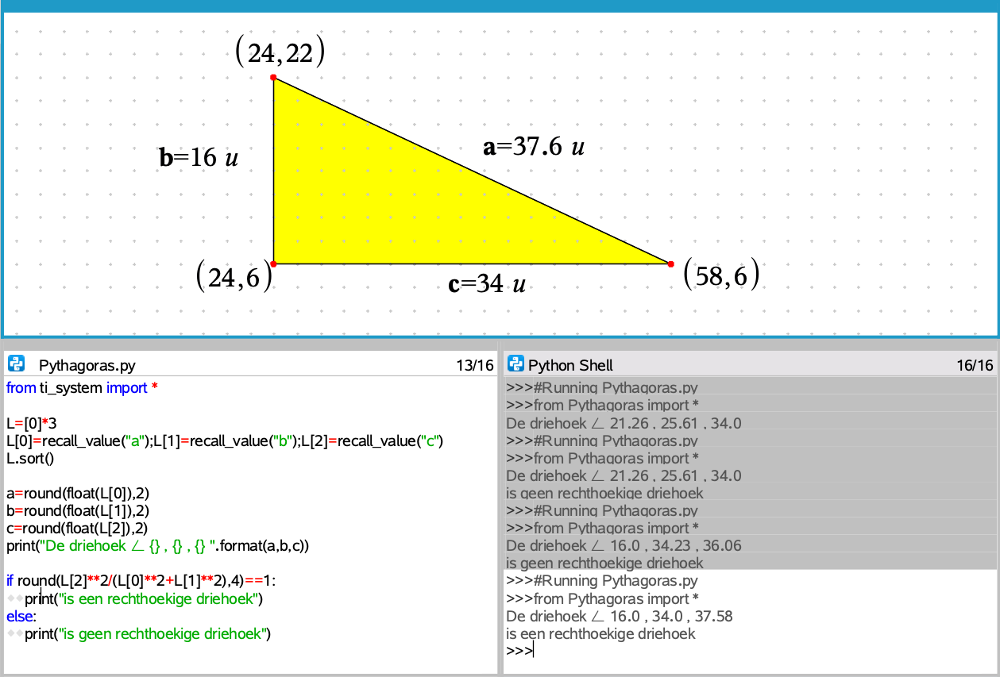 (24,22)
b=16 u
a=37.6 u
(24,6)
c=34 u
(58,6)
Pythagoras.py 13/16
from ti_system import *
L=[0]*3
L[0]=recall_value("a");L[1]=recall_value("b");L[2]=recall_value("c")
L.sort()
a=round(float(L[0]),2)
b=round(float(L[1]),2)
c=round(float(L[2]),2)
print("De driehoek ∠ {} , {} , {} ".format(a,b,c))
if round(L[2]**2/(L[0]**2+L[1]**2),4)==1:
print("is een rechthoekige driehoek")
else:
print("is geen rechthoekige driehoek")
Python Shell 16/16
>>>#Running Pythagoras.py
>>>from Pythagoras import *
De driehoek ∠ 21.26 , 25.61 , 34.0
>>>#Running Pythagoras.py
>>>from Pythagoras import *
De driehoek ∠ 21.26 , 25.61 , 34.0
is geen rechthoekige driehoek
>>>#Running Pythagoras.py
>>>from Pythagoras import *
De driehoek ∠ 16.0 , 34.23 , 36.06
is geen rechthoekige driehoek
>>>#Running Pythagoras.py
>>>from Pythagoras import *
De driehoek ∠ 16.0 , 34.0 , 37.58
is een rechthoekige driehoek
>>>